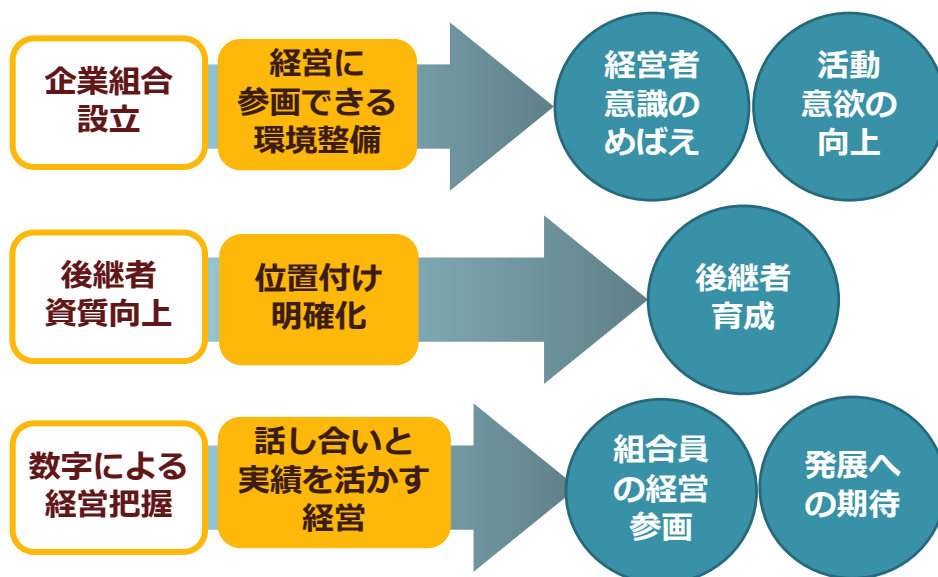 企業組合
設立
経営に
参画できる
環境整備
経営者
意識の
めばえ
活動
意欲の
向上
後継者
資質向上
位置付け
明確化
後継者
育成
数字による
経営把握
話し合いと
実績を活かす
経営
組合員
の経営
参画
発展へ
の期待